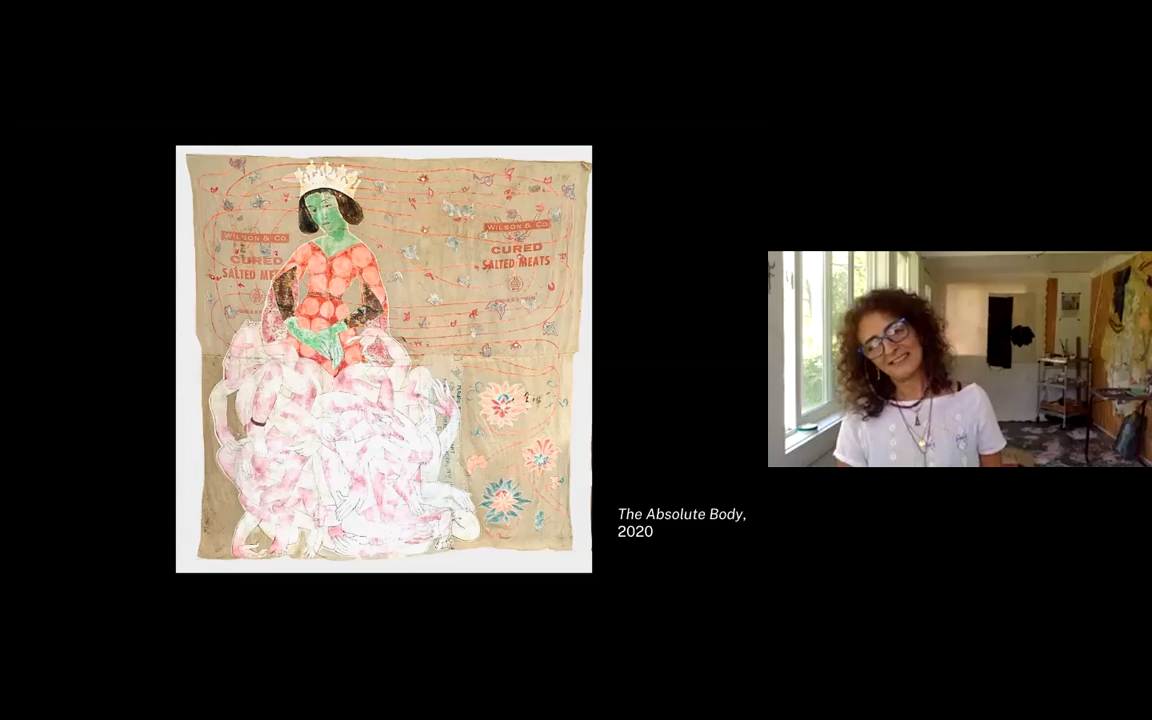 WILSON & CO.
CURED
SALTED ME
WILSON & CO.
CURED
SALTED MEATS
The Absolute Body,
2020